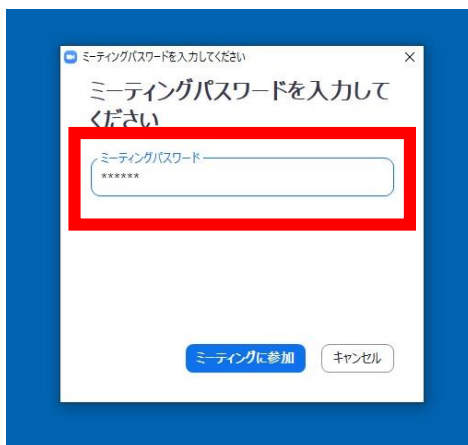 ミーティングパスワードを入力してください
ミーティングパスワードを入力して
ください
ミーティングパスワード
******
ミーティングに参加
キャンセル